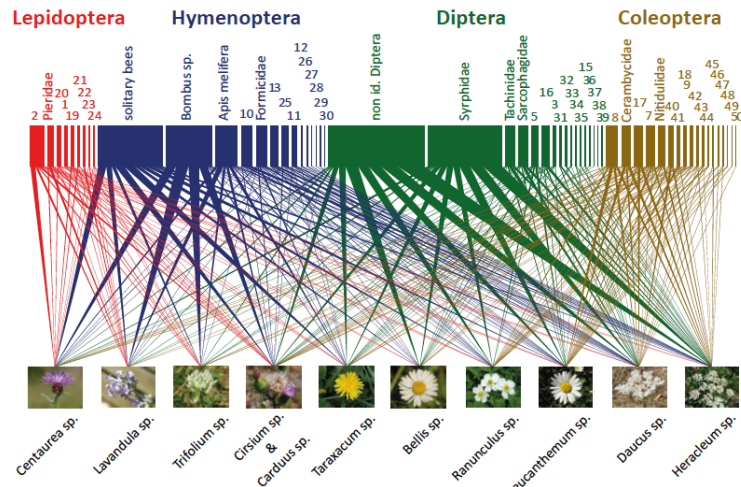 Lepidoptera Hymenoptera Diptera Coleoptera
2
Pieridae
20
1
19
21
22
23
24
solitary bees
Bombus sp.
Apis melifera
10
Formicidae
13
25
11
12
26
27
28
29
30
non id. Diptera
Syrphidae
Tachinidae
Sarcophagidae
5
16
3
31
32
33
34
35
15
36
37
38
39
8
Cerambycidae
17
7
Nitidulidae
40
41
18
9
42
43
44
45
46
47
48
49
50
Centaurea sp.
Lavandula sp.
Trifolium sp.
Cirsium sp.
&
Carduus sp.
Taraxacum sp.
Bellis sp.
Ranunculus sp.
eucanthemum sp.
Daucus sp.
Heracleum sp.